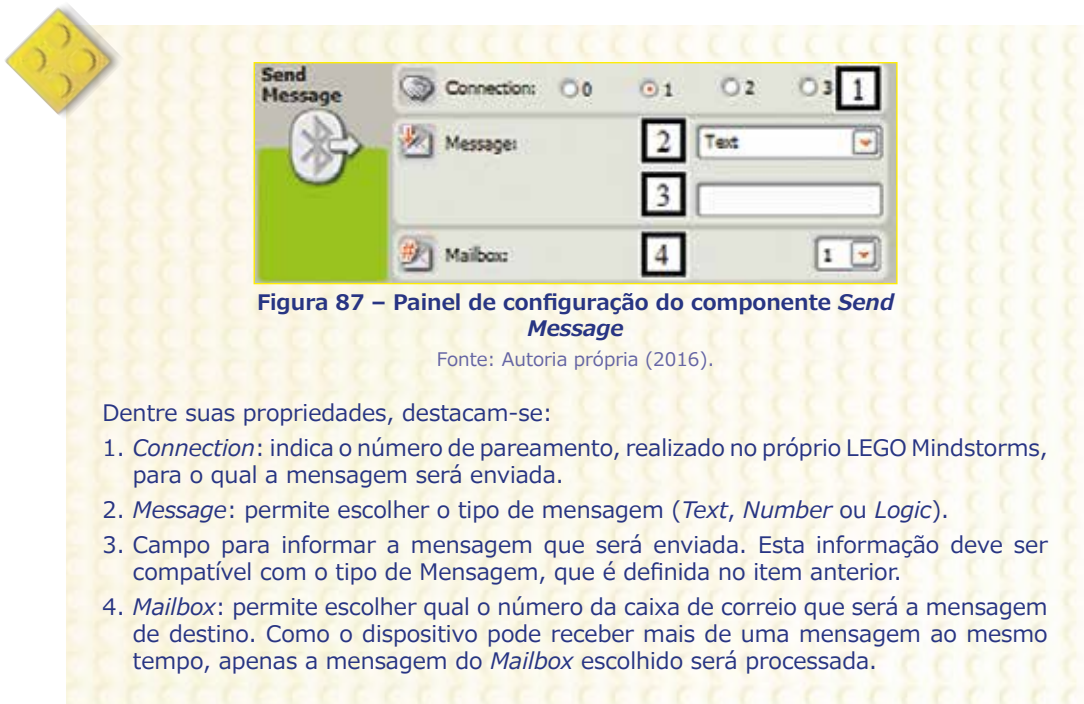 Send
Message
Connection: 0 1 2 3 1
Message: 2 Text
3
Mailbox: 4 1
Figura 87 – Painel de configuração do componente Send
Message
Fonte: Autoria própria (2016).
Dentre suas propriedades, destacam-se:
1. Connection: indica o número de pareamento, realizado no próprio LEGO Mindstorms,
para o qual a mensagem será enviada.
2. Message: permite escolher o tipo de mensagem (Text, Number ou Logic).
3. Campo para informar a mensagem que será enviada. Esta informação deve ser
compatível com o tipo de Mensagem, que é definida no item anterior.
4. Mailbox: permite escolher qual o número da caixa de correio que será a mensagem
de destino. Como o dispositivo pode receber mais de uma mensagem ao mesmo
tempo, apenas a mensagem do Mailbox escolhido será processada.